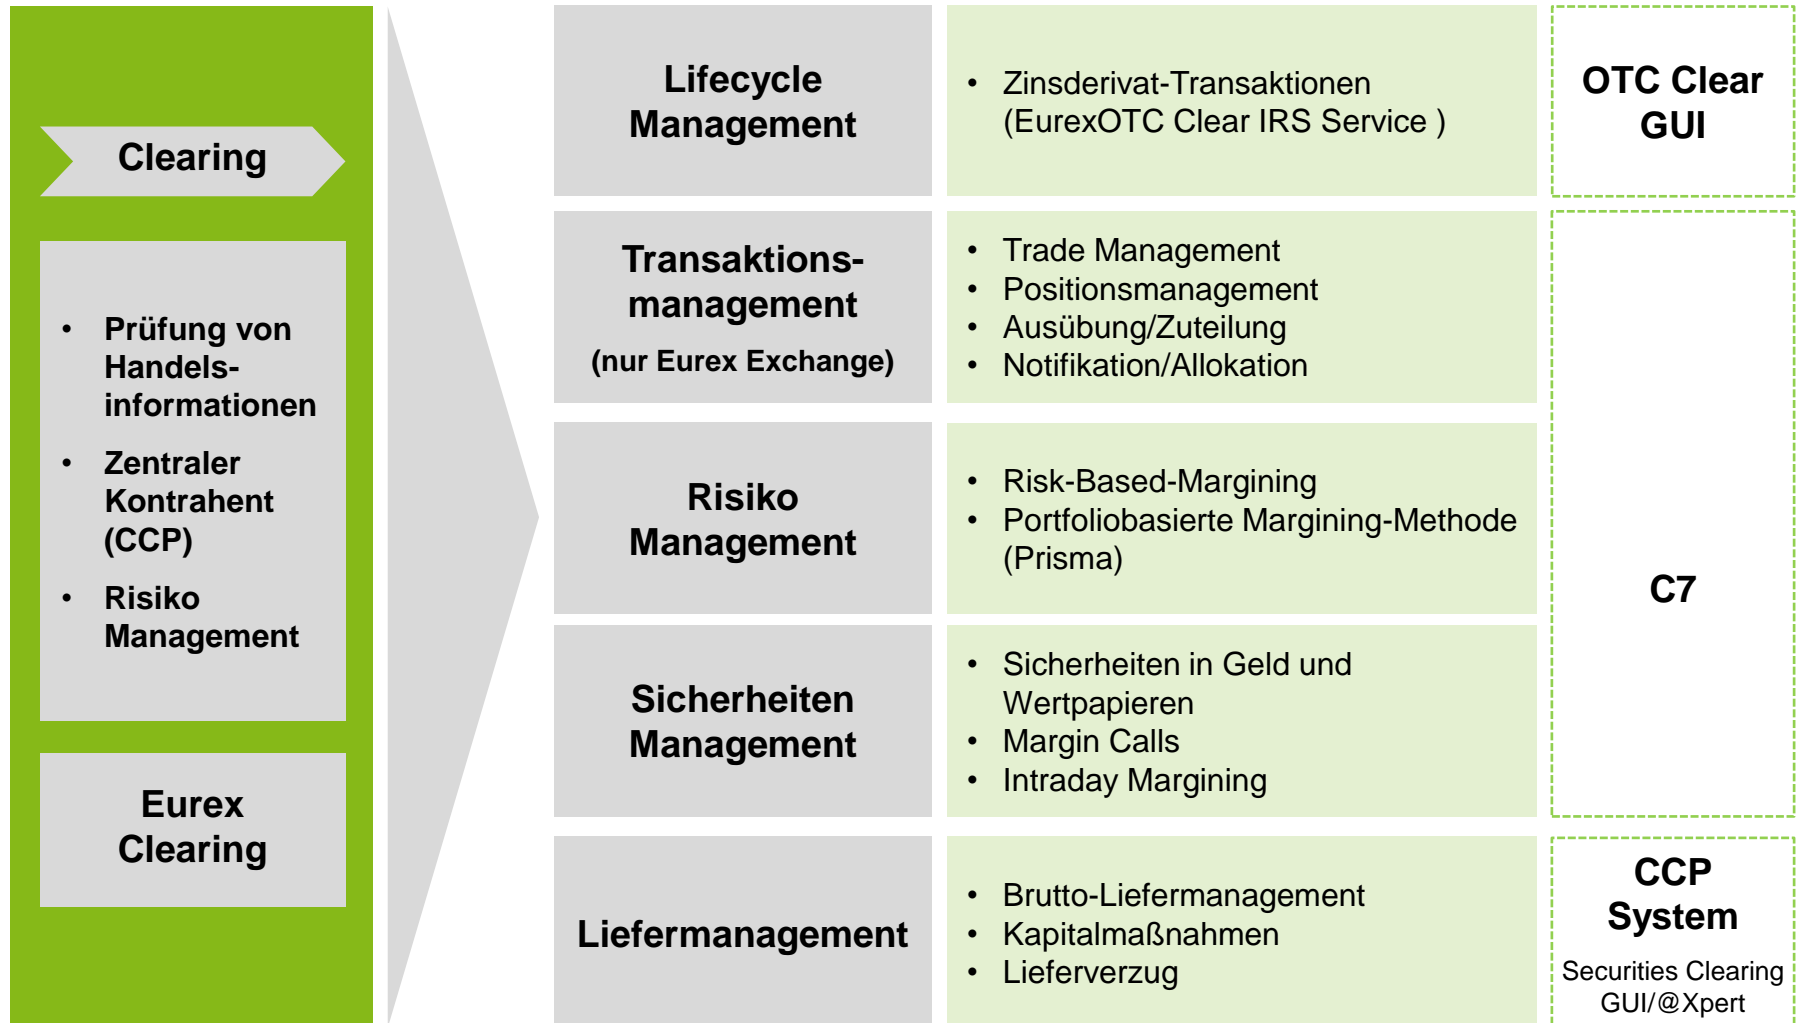 Clearing
• Prüfung von
Handels-
informationen
• Zentraler
Kontrahent
(CCP)
• Risiko
Management
Eurex
Clearing
Lifecycle
Management
• Zinsderivat-Transaktionen
(EurexOTC Clear IRS Service )
OTC Clear
GUI
Transaktions-
management
(nur Eurex Exchange)
• Trade Management
• Positionsmanagement
• Ausübung/Zuteilung
• Notifikation/Allokation
Risiko
Management
• Risk-Based-Margining
• Portfoliobasierte Margining-Methode
(Prisma)
Sicherheiten
Management
• Sicherheiten in Geld und
Wertpapieren
• Margin Calls
• Intraday Margining
C7
Liefermanagement
• Brutto-Liefermanagement
• Kapitalmaßnahmen
• Lieferverzug
CCP
System
Securities Clearing
GUI/@Xpert